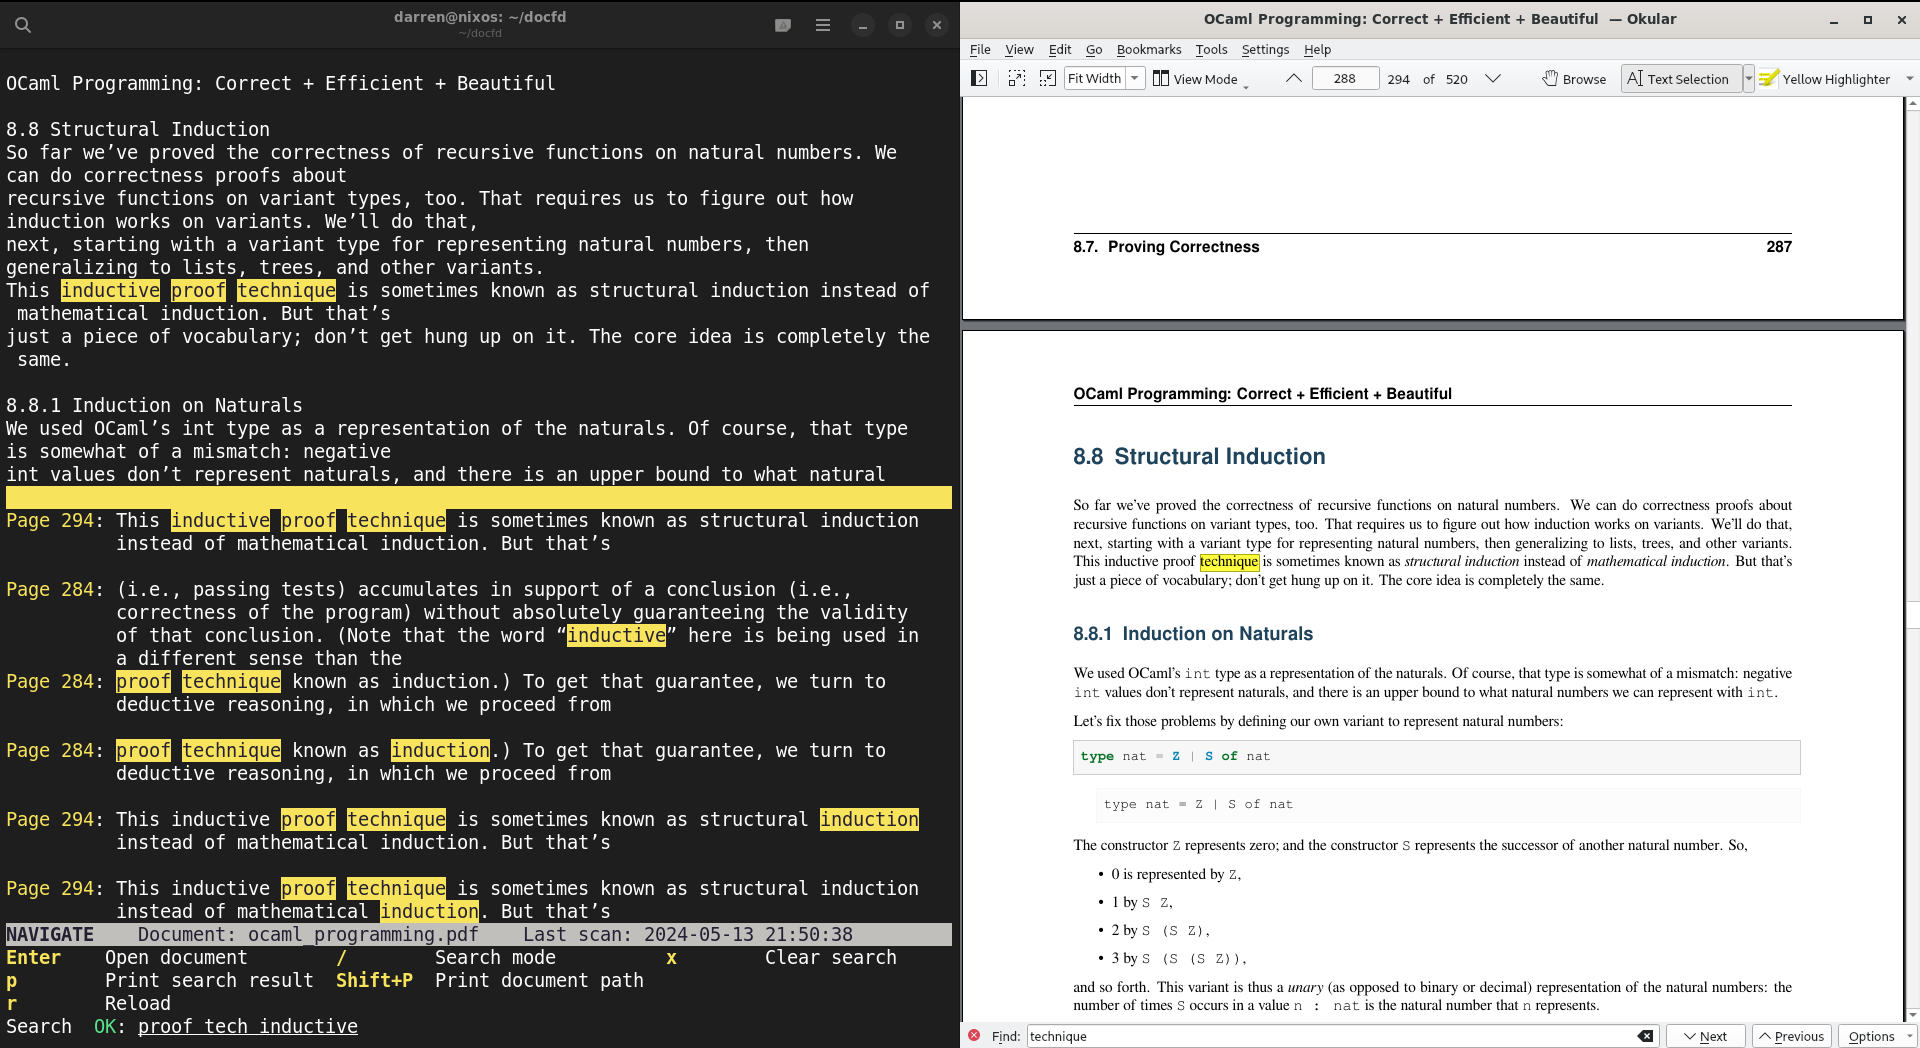 darren@nixos: ~/docfd
~/docfd
OCaml Programming: Correct + Efficient + Beautiful
8.8 Structural Induction
So far we’ve proved the correctness of recursive functions on natural numbers. We
can do correctness proofs about
recursive functions on variant types, too. That requires us to figure out how
induction works on variants. We’ll do that,
next, starting with a variant type for representing natural numbers, then
generalizing to lists, trees, and other variants.
This inductive proof technique is sometimes known as structural induction instead of
mathematical induction. But that’s
just a piece of vocabulary; don’t get hung up on it. The core idea is completely the
same.
8.8.1 Induction on Naturals
We used OCaml’s int type as a representation of the naturals. Of course, that type
is somewhat of a mismatch: negative
int values don’t represent naturals, and there is an upper bound to what natural
Page 294: This inductive proof technique is sometimes known as structural induction
instead of mathematical induction. But that’s
Page 284: (i.e., passing tests) accumulates in support of a conclusion (i.e.,
correctness of the program) without absolutely guaranteeing the validity
of that conclusion. (Note that the word “inductive” here is being used in
a different sense than the
Page 284: proof technique known as induction.) To get that guarantee, we turn to
deductive reasoning, in which we proceed from
Page 284: proof technique known as induction.) To get that guarantee, we turn to
deductive reasoning, in which we proceed from
Page 294: This inductive proof technique is sometimes known as structural induction
instead of mathematical induction. But that’s
Page 294: This inductive proof technique is sometimes known as structural induction
instead of mathematical induction. But that’s
NAVIGATE Document: ocaml_programming.pdf Last scan: 2024-05-13 21:50:38
Enter Open document / Search mode x Clear search
p Print search result Shift+P Print document path
r Reload
Search OK: proof tech inductive
OCaml Programming: Correct + Efficient + Beautiful — Okular
File View Edit Go Bookmarks Tools Settings Help
Fit Width View Mode 288 294 of 520 Browse Text Selection Yellow Highlighter
8.7. Proving Correctness 287
OCaml Programming: Correct + Efficient + Beautiful
8.8 Structural Induction
So far we’ve proved the correctness of recursive functions on natural numbers. We can do correctness proofs about
recursive functions on variant types, too. That requires us to figure out how induction works on variants. We’ll do that,
next, starting with a variant type for representing natural numbers, then generalizing to lists, trees, and other variants.
This inductive proof technique is sometimes known as structural induction instead of mathematical induction. But that’s
just a piece of vocabulary; don’t get hung up on it. The core idea is completely the same.
8.8.1 Induction on Naturals
We used OCaml’s int type as a representation of the naturals. Of course, that type is somewhat of a mismatch: negative
int values don’t represent naturals, and there is an upper bound to what natural numbers we can represent with int.
Let’s fix those problems by defining our own variant to represent natural numbers:
type nat = Z | S of nat
type nat = Z | S of nat
The constructor Z represents zero; and the constructor S represents the successor of another natural number. So,
• 0 is represented by Z,
• 1 by S Z,
• 2 by S (S Z),
• 3 by S (S (S Z)),
and so forth. This variant is thus a unary (as opposed to binary or decimal) representation of the natural numbers: the
number of times S occurs in a value n : nat is the natural number that n represents.
Find: technique Next Previous Options